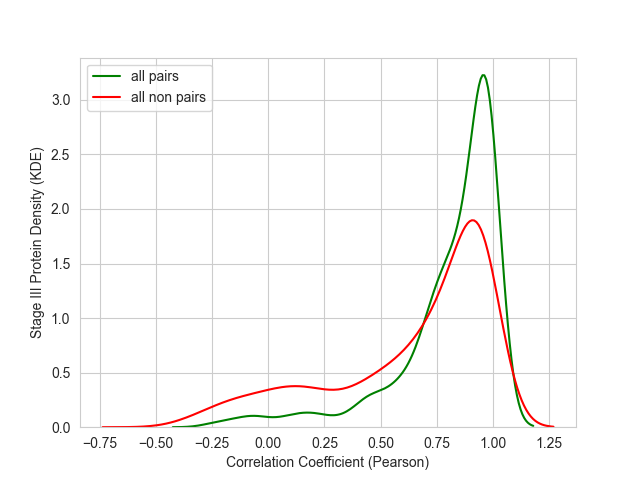 all pairs
all non pairs
Stage III Protein Density (KDE)
3.0
2.5
2.0
1.5
1.0
0.5
0.0
−0.75 −0.50 −0.25 0.00 0.25 0.50 0.75 1.00 1.25
Correlation Coefficient (Pearson)